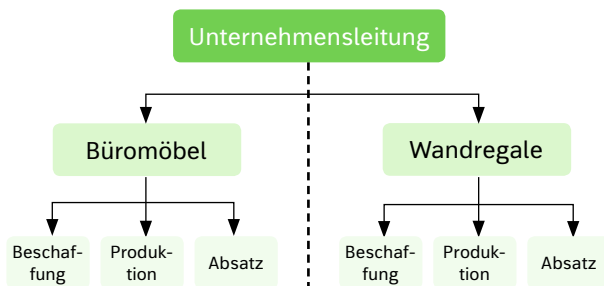 Unternehmensleitung
Büromöbel
Wandregale
Beschaf-
fung
Produk-
tion
Absatz
Beschaf-
fung
Produk-
tion
Absatz